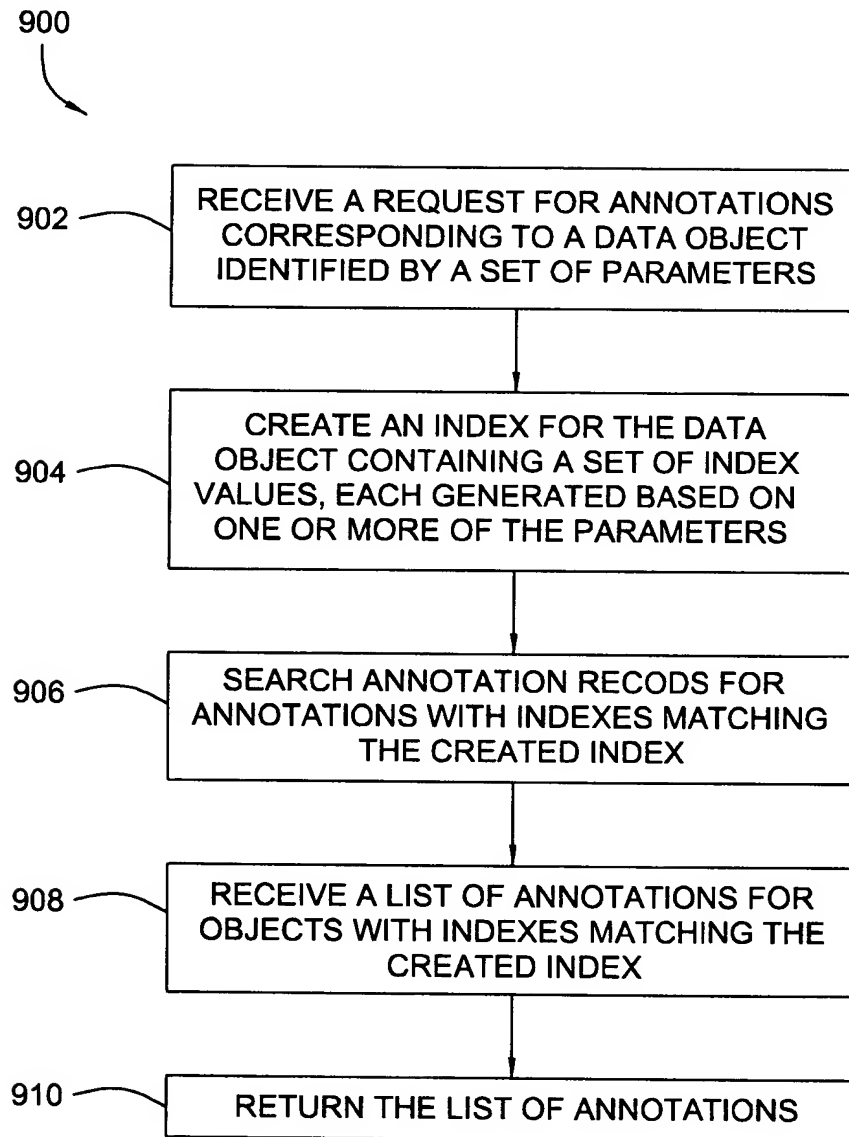 900
902
RECEIVE A REQUEST FOR ANNOTATIONS
CORRESPONDING TO A DATA OBJECT
IDENTIFIED BY A SET OF PARAMETERS
904
CREATE AN INDEX FOR THE DATA
OBJECT CONTAINING A SET OF INDEX
VALUES, EACH GENERATED BASED ON
ONE OR MORE OF THE PARAMETERS
906
SEARCH ANNOTATION RECODS FOR
ANNOTATIONS WITH INDEXES MATCHING
THE CREATED INDEX
908
RECEIVE A LIST OF ANNOTATIONS FOR
OBJECTS WITH INDEXES MATCHING THE
CREATED INDEX
910
RETURN THE LIST OF ANNOTATIONS